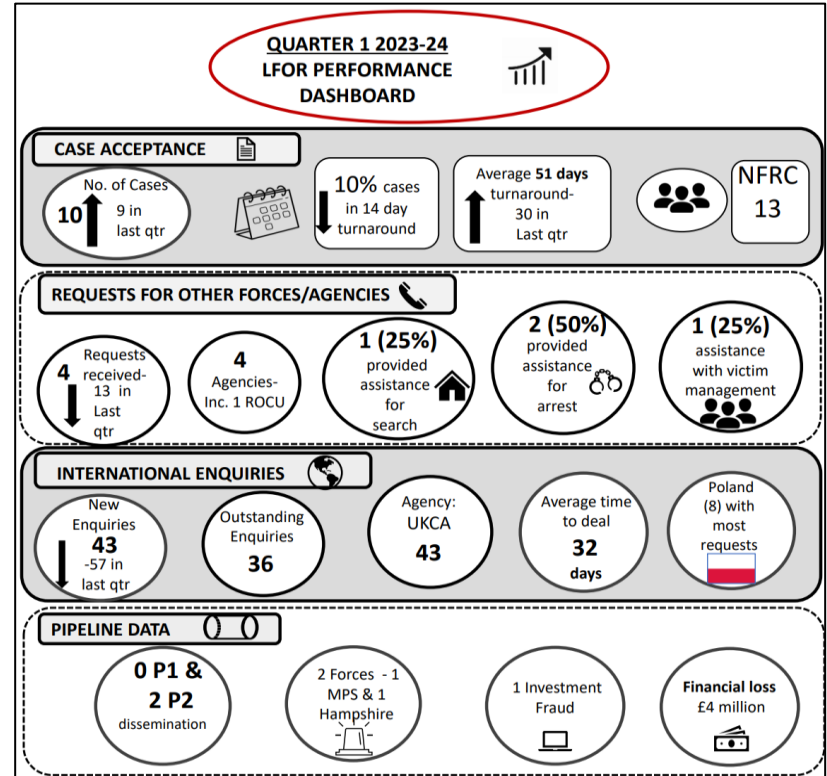 QUARTER 1 2023-24
LFOR PERFORMANCE
DASHBOARD
CASE ACCEPTANCE
No. of Cases
10
9 in
last qtr
10% cases
in 14 day
turnaround
Average 51 days
turnaround-
30 in
Last qtr
NFRC
13
REQUESTS FOR OTHER FORCES/AGENCIES
4
Requests
received-
13 in
Last
qtr
4
Agencies-
Inc. 1 ROCU
1 (25%)
provided
assistance
for
search
2 (50%)
provided
assistance
for
arrest
1 (25%)
assistance
with victim
management
INTERNATIONAL ENQUIRIES
New
Enquiries
43
-57 in
last qtr
Outstanding
Enquiries
36
Agency:
UKCA
43
Average time
to deal
32
days
Poland
(8) with
most
requests
PIPELINE DATA
0 P1 &
2 P2
dissemination
2 Forces - 1
MPS & 1
Hampshire
1 Investment
Fraud
Financial loss
£4 million